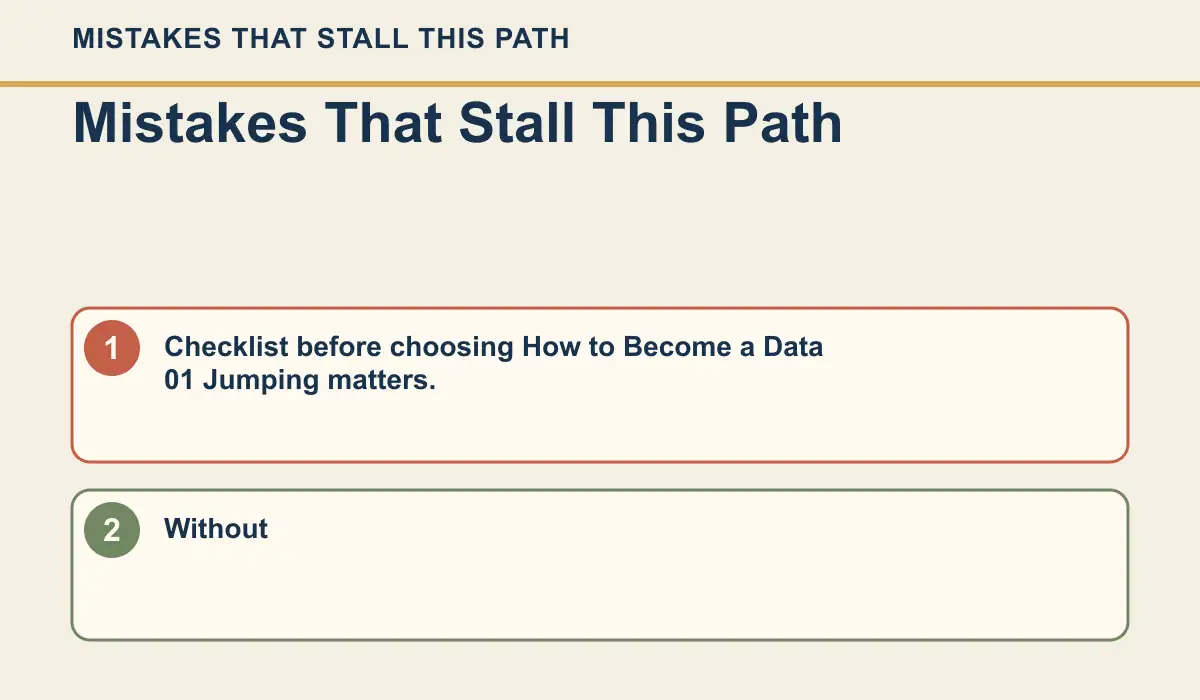 MISTAKES THAT STALL THIS PATH
Mistakes That Stall This Path
1
Checklist before choosing How to Become a Data
01 Jumping matters.
2
Without